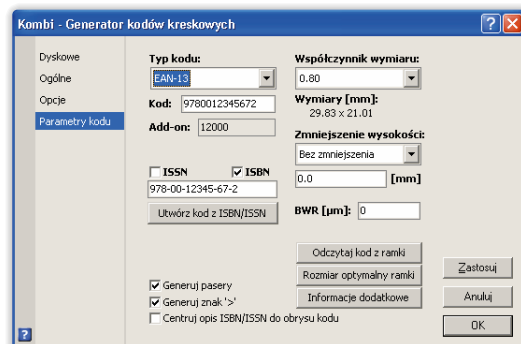 Kombi - Generator kodów kreskowych
Dyskowe
Ogólne
Opcje
Parametry kodu
Typ kodu:
EAN-13
Kod: 9780012345672
Add-on: 12000
ISSN ISBN
978-00-12345-67-2
Utwórz kod z ISBN/ISSN
Generuj pasery
Generuj znak '>'
Centruj opis ISBN/ISSN do obrysu kodu
Współczynnik wymiaru:
0.80
Wymiary [mm]:
29.83 x 21.01
Zmniejszenie wysokości:
Bez zmniejszenia
0.0 [mm]
BWR [µm]: 0
Odczytaj kod z ramki
Rozmiar optymalny ramki
Informacje dodatkowe
Zastosuj
Anuluj
OK